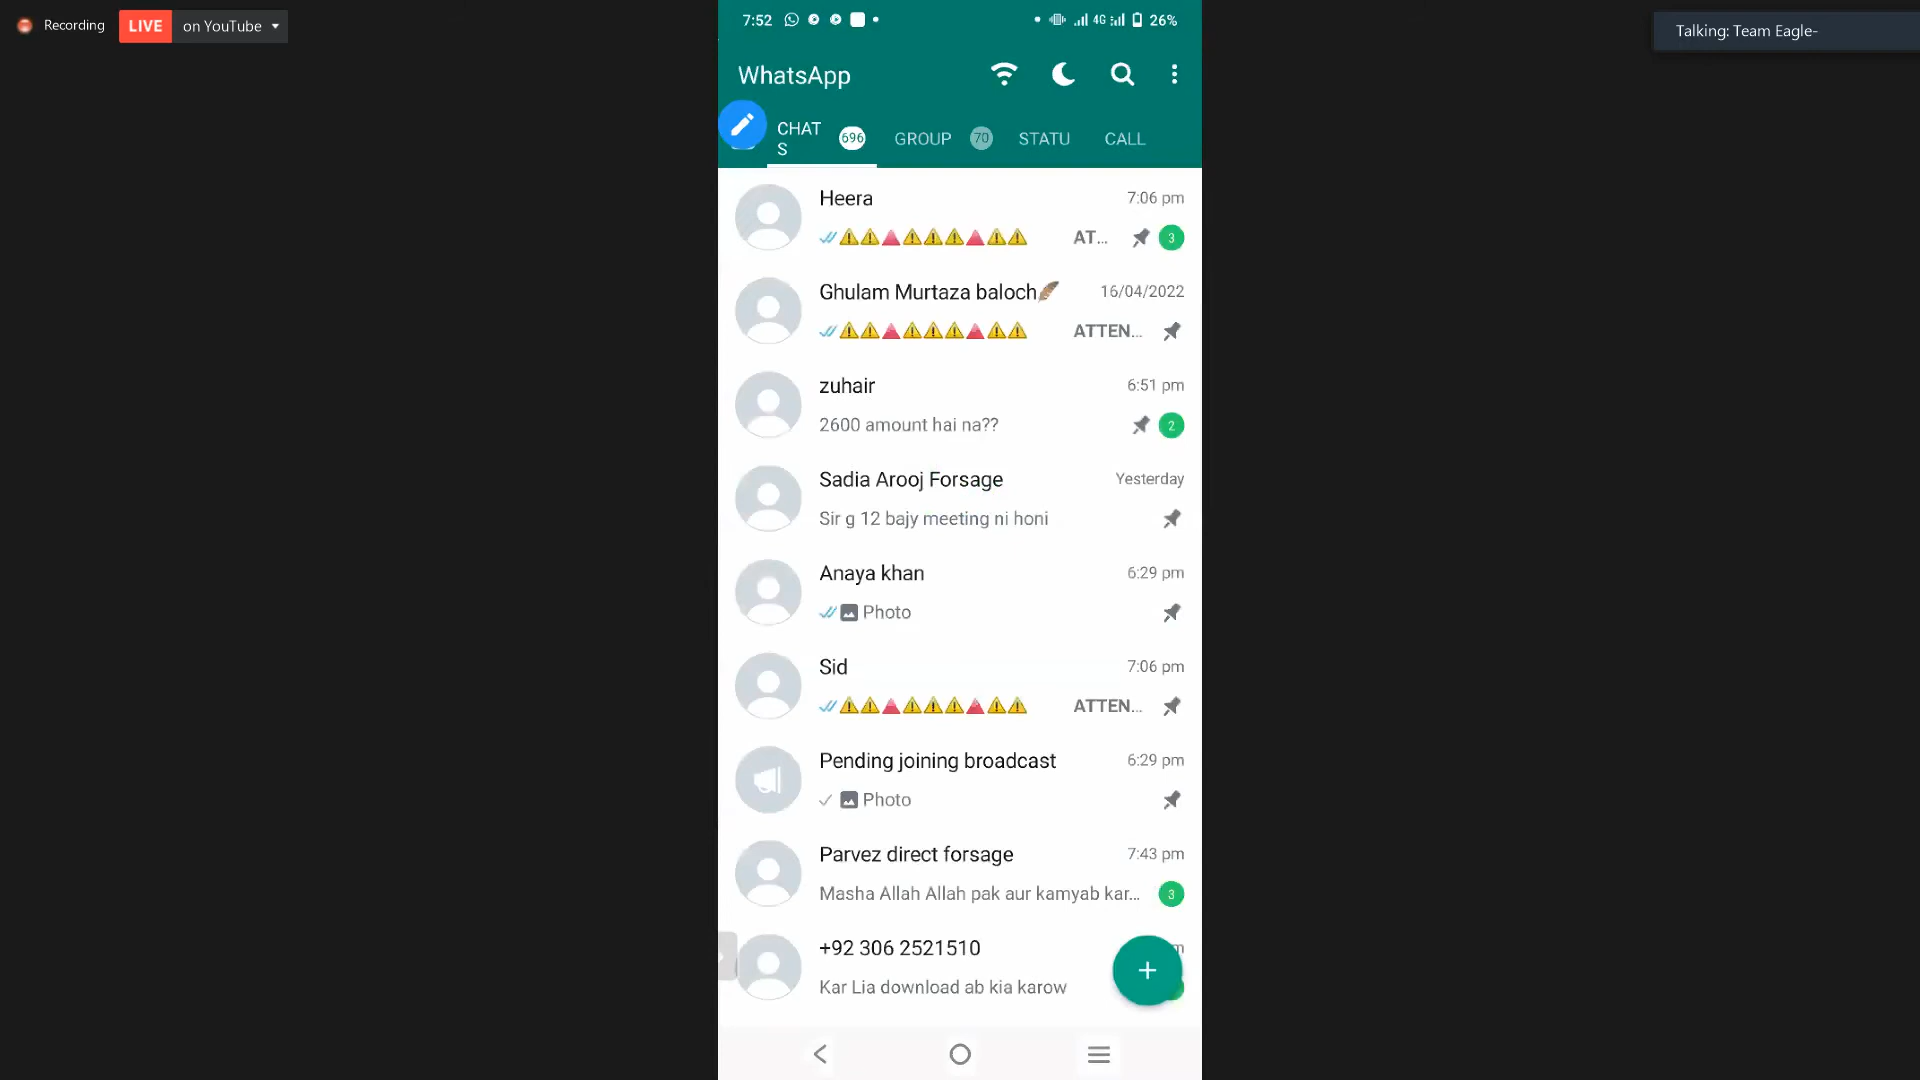 Recording
LIVE on YouTube
Talking: Team Eagle-
7:52 4G 26%
WhatsApp
CHATS 696 GROUP 70 STATU CALL
Heera 7:06 pm
⚠️⚠️🔺⚠️⚠️⚠️🔺⚠️⚠️ AT... 3
Ghulam Murtaza baloch🪶 16/04/2022
⚠️⚠️🔺⚠️⚠️⚠️🔺⚠️⚠️ ATTEN...
zuhair 6:51 pm
2600 amount hai na?? 2
Sadia Arooj Forsage Yesterday
Sir g 12 bajy meeting ni honi
Anaya khan 6:29 pm
Photo
Sid 7:06 pm
⚠️⚠️🔺⚠️⚠️⚠️🔺⚠️⚠️ ATTEN...
Pending joining broadcast 6:29 pm
Photo
Parvez direct forsage 7:43 pm
Masha Allah Allah pak aur kamyab kar... 3
+92 306 2521510
Kar Lia download ab kia karow